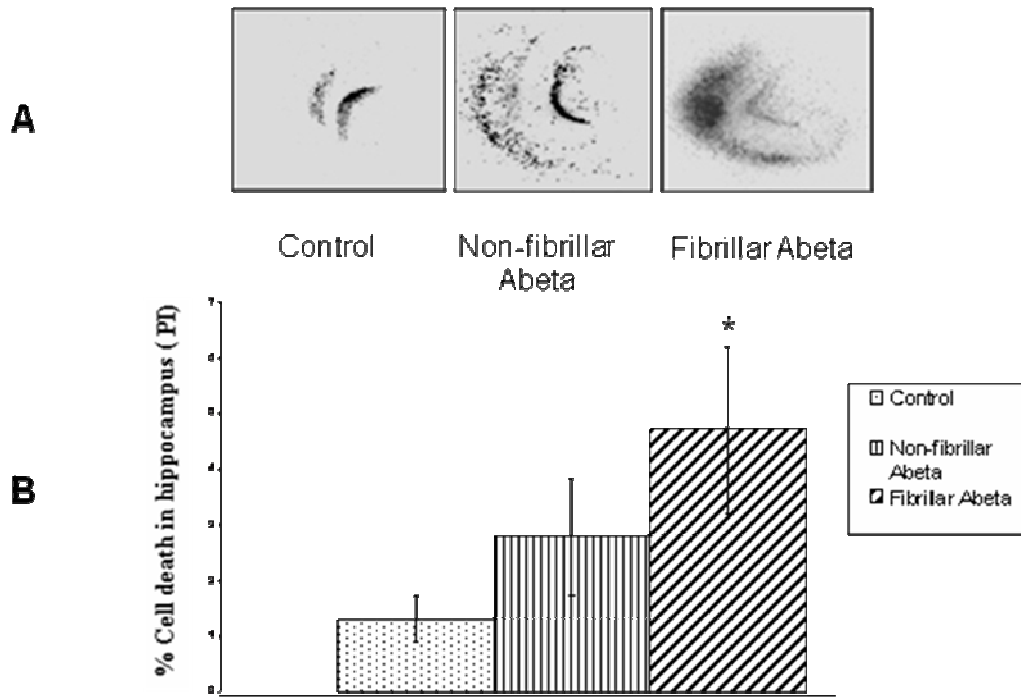 A
Control
Non-fibrillar
Abeta
Fibrillar Abeta
B
% Cell death in hippocampus ( PI)
7
6
5
4
3
2
1
0
*
Control
Non-fibrillar
Abeta
Fibrillar Abeta